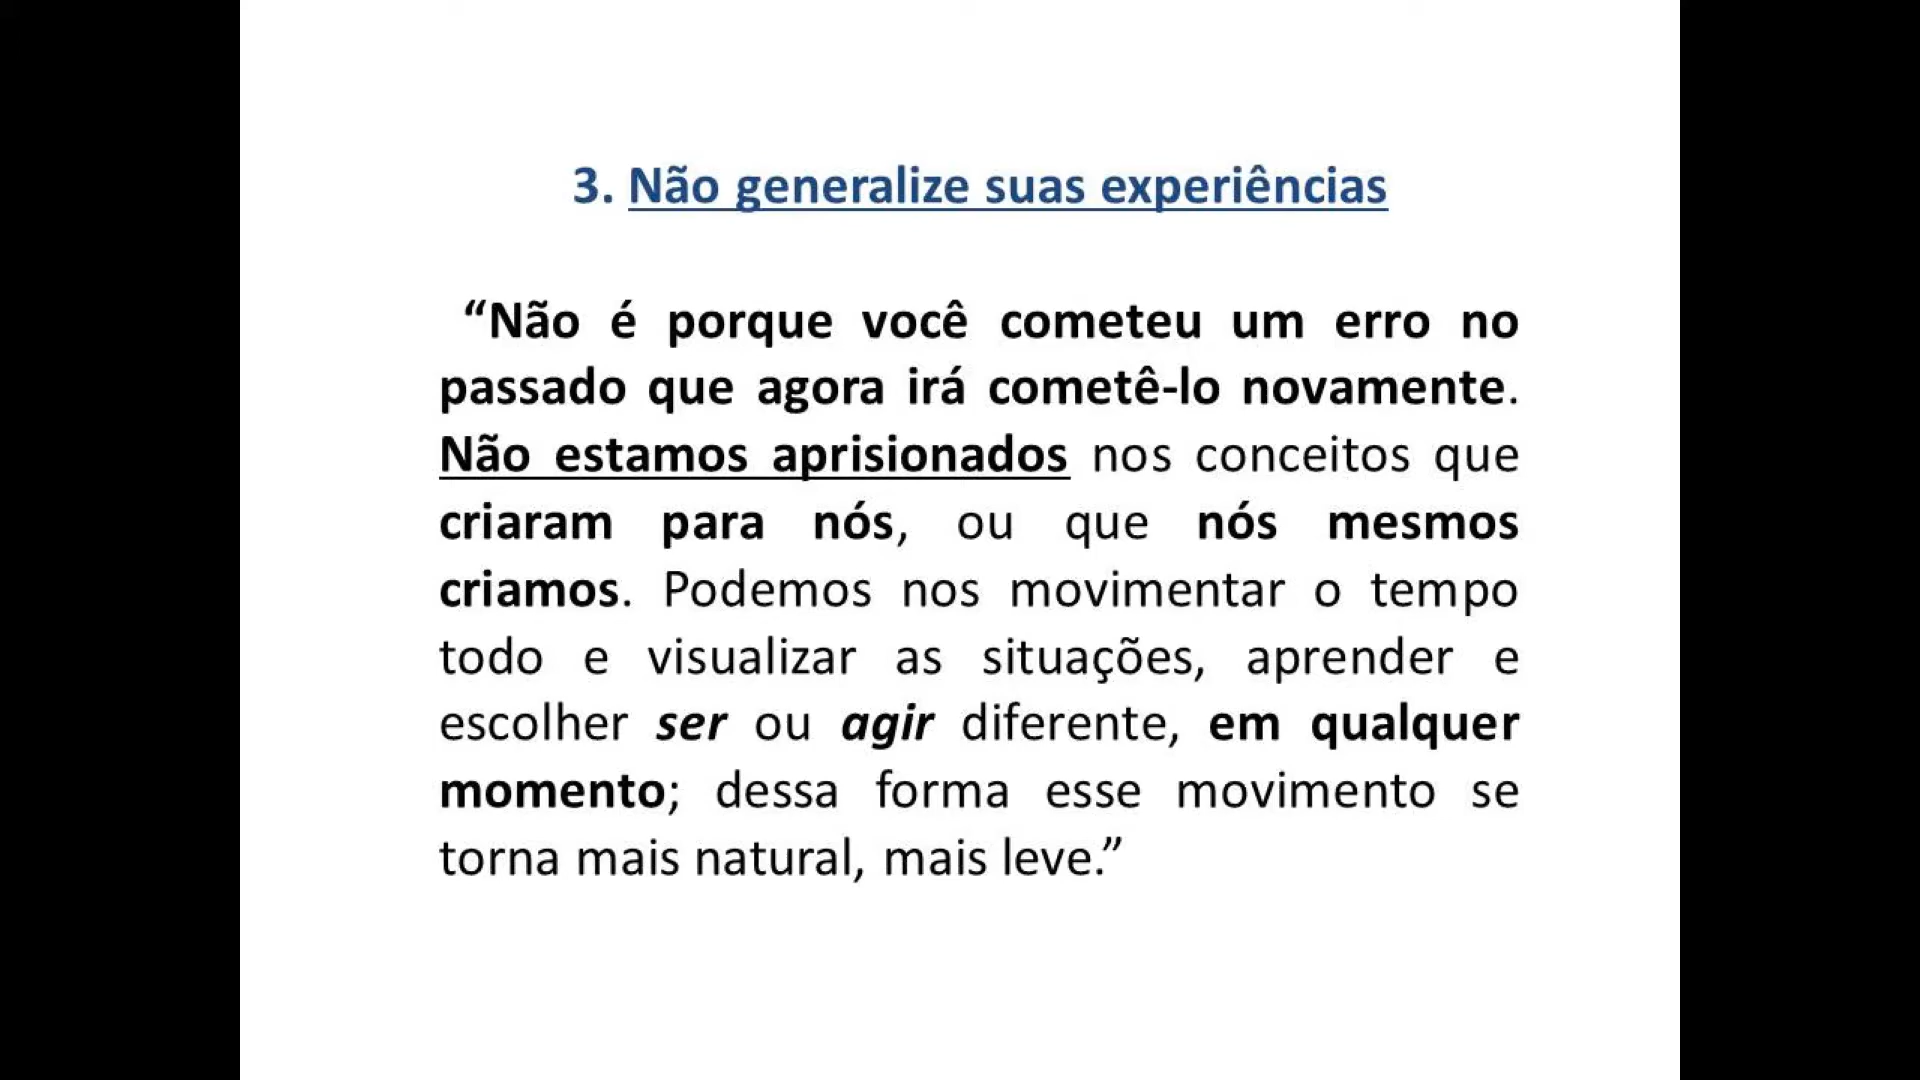 3. Não generalize suas experiências
“Não é porque você cometeu um erro no
passado que agora irá cometê-lo novamente.
Não estamos aprisionados nos conceitos que
criaram para nós, ou que nós mesmos
criamos. Podemos nos movimentar o tempo
todo e visualizar as situações, aprender e
escolher ser ou agir diferente, em qualquer
momento; dessa forma esse movimento se
torna mais natural, mais leve.”